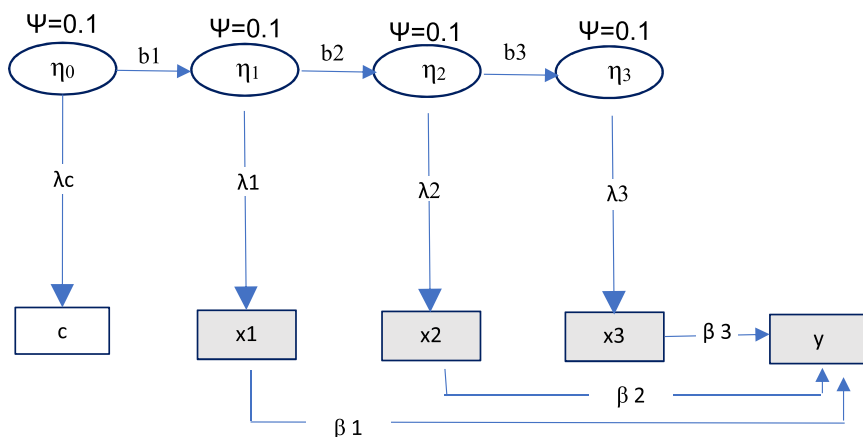 Ψ=0.1 Ψ=0.1 Ψ=0.1 Ψ=0.1
η₀ b1 η₁ b2 η₂ b3 η₃
λc λ1 λ2 λ3
c x1 x2 x3 β 3 y
β 2
β 1